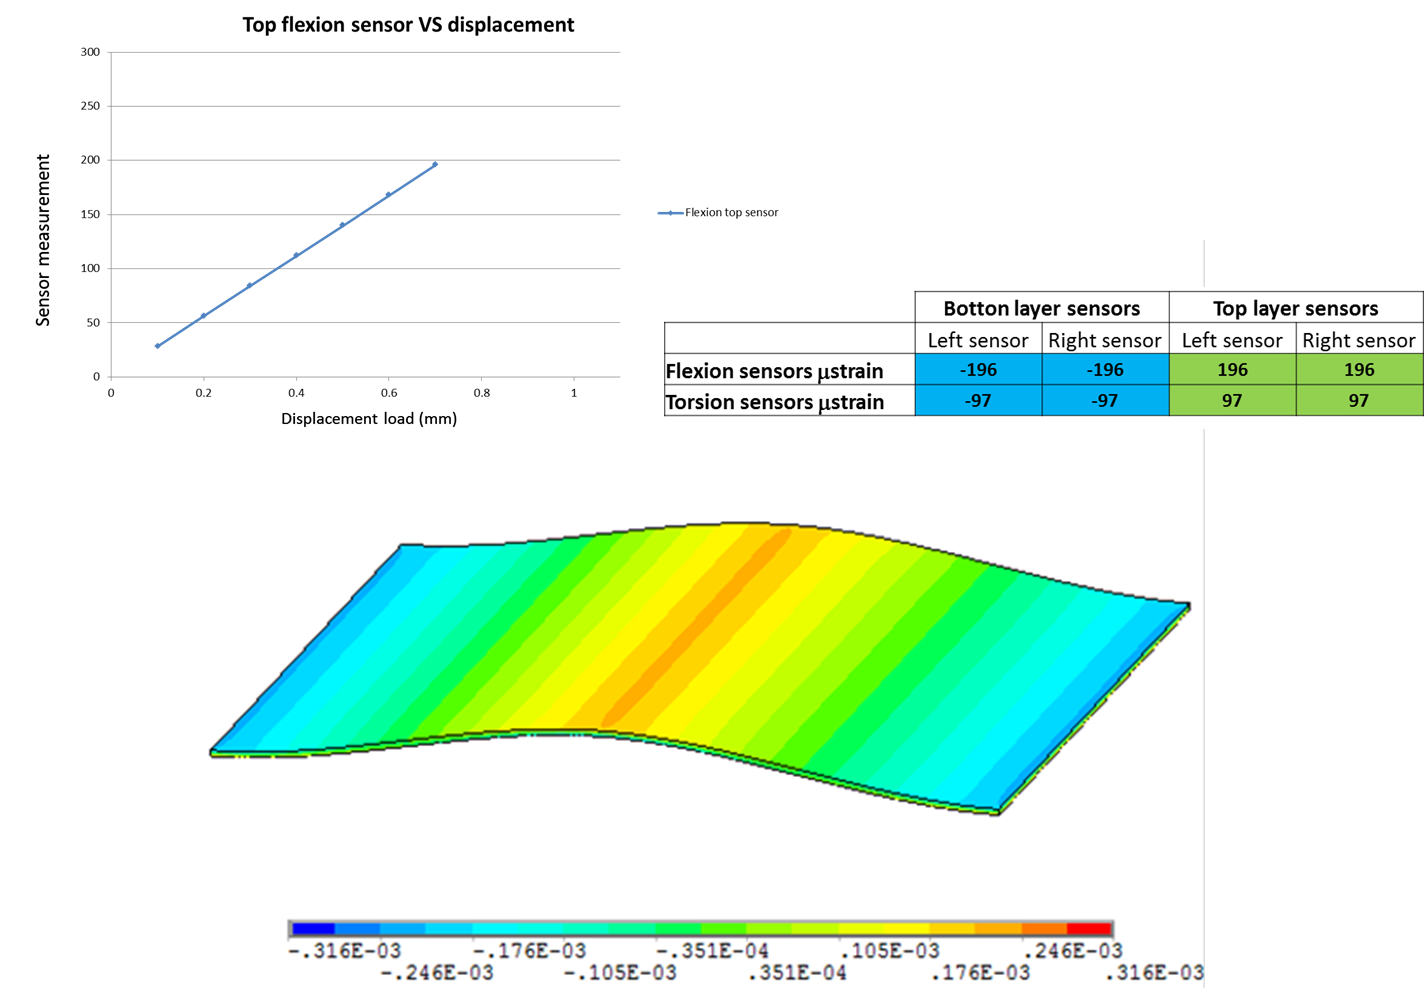 Top flexion sensor VS displacement
300
250
200
150
100
50
0
0 0.2 0.4 0.6 0.8 1
Sensor measurement
Displacement load (mm)
Flexion top sensor
Botton layer sensors Top layer sensors
Left sensor Right sensor Left sensor Right sensor
Flexion sensors μstrain -196 -196 196 196
Torsion sensors μstrain -97 -97 97 97
-.316E-03 -.176E-03 -.351E-04 .105E-03 .246E-03
-.246E-03 -.105E-03 .351E-04 .176E-03 .316E-03